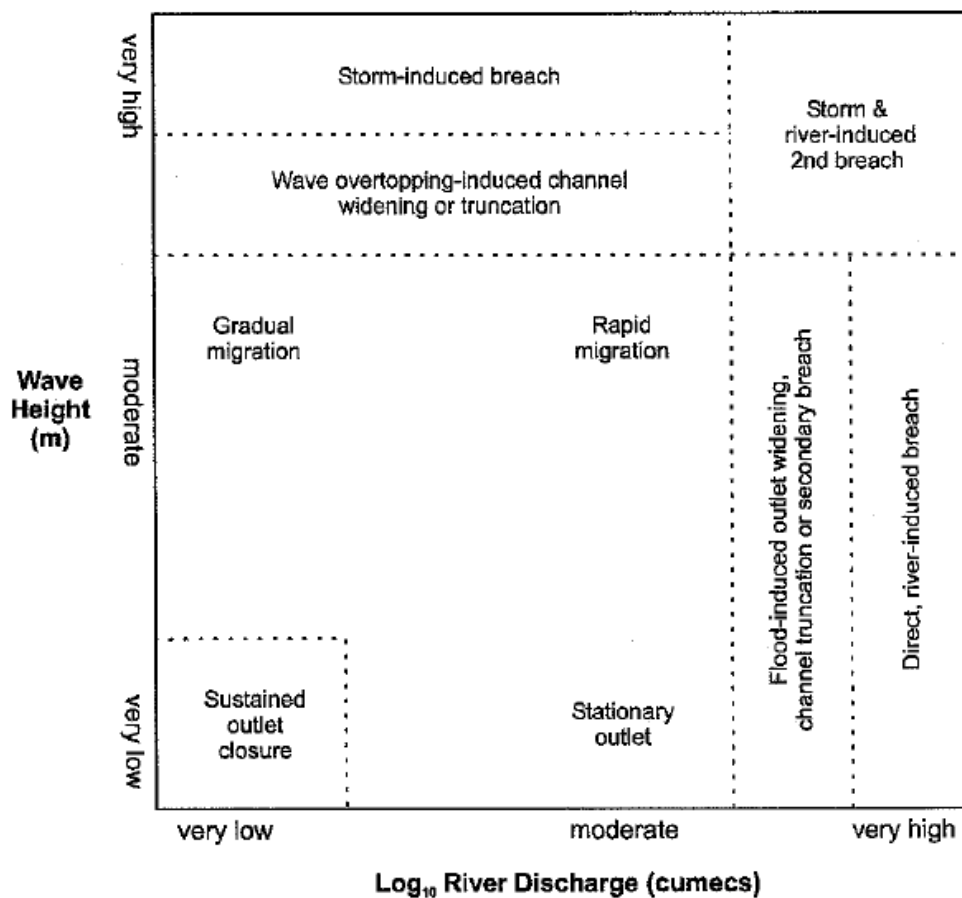 very high
Storm-induced breach
Storm &
river-induced
2nd breach
Wave overtopping-induced channel
widening or truncation
Gradual
migration
Rapid
migration
Wave
Height
(m)
moderate
Flood-induced outlet widening,
channel truncation or secondary breach
Direct, river-induced breach
very low
Sustained
outlet
closure
Stationary
outlet
very low
moderate
very high
Log₁₀ River Discharge (cumecs)